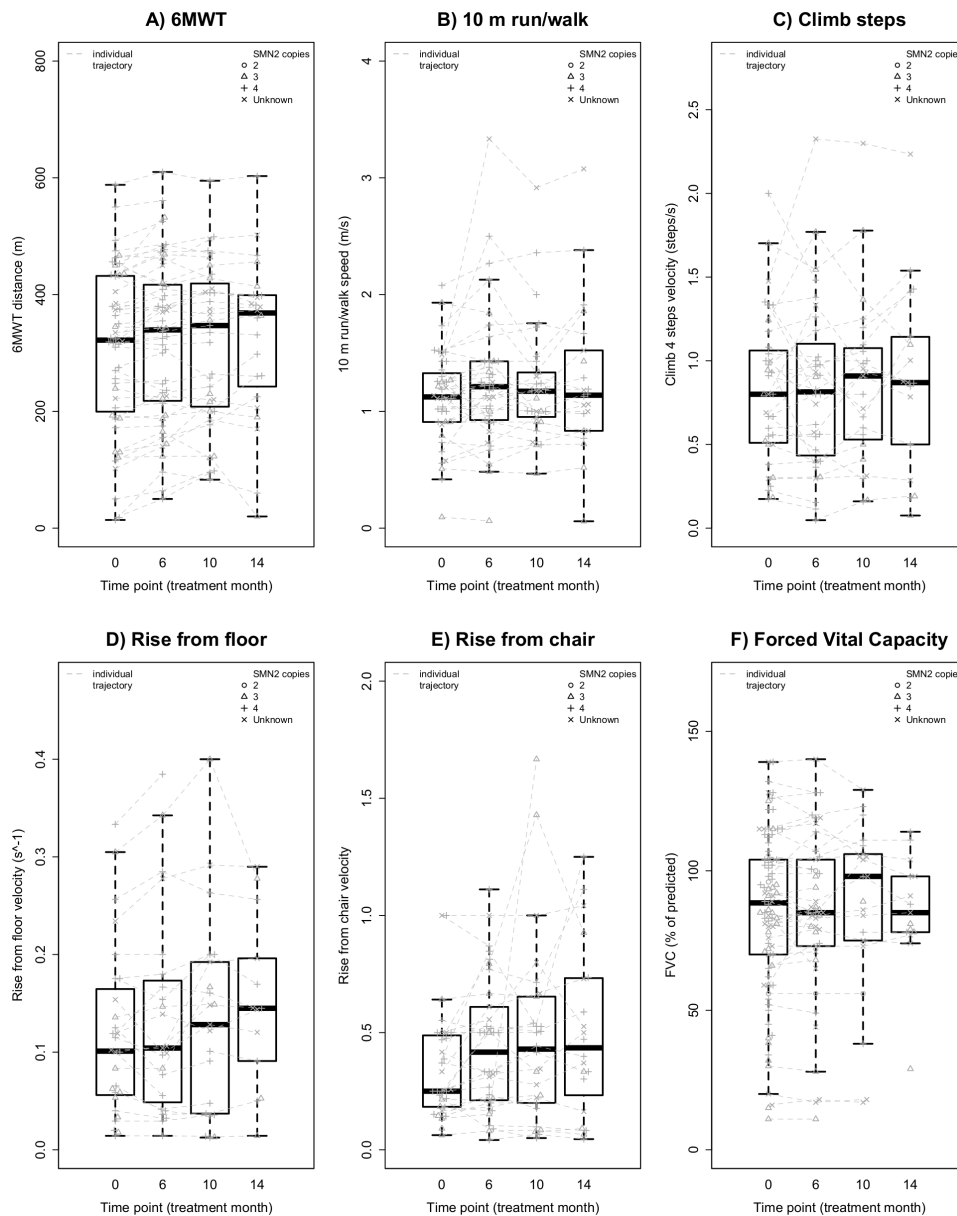 A) 6MWT
individual
trajectory
SMN2 copies
2
3
4
Unknown
800
600
400
200
0
6MWT distance (m)
0 6 10 14
Time point (treatment month)
B) 10 m run/walk
individual
trajectory
SMN2 copies
2
3
4
Unknown
4
3
2
1
0
10 m run/walk speed (m/s)
0 6 10 14
Time point (treatment month)
C) Climb steps
individual
trajectory
SMN2 copies
2
3
4
Unknown
2.5
2.0
1.5
1.0
0.5
0.0
Climb 4 steps velocity (steps/s)
0 6 10 14
Time point (treatment month)
D) Rise from floor
individual
trajectory
SMN2 copies
2
3
4
Unknown
0.4
0.3
0.2
0.1
0.0
Rise from floor velocity (s^-1)
0 6 10 14
Time point (treatment month)
E) Rise from chair
individual
trajectory
SMN2 copies
2
3
4
Unknown
2.0
1.5
1.0
0.5
0.0
Rise from chair velocity
0 6 10 14
Time point (treatment month)
F) Forced Vital Capacity
individual
trajectory
SMN2 copies
2
3
4
Unknown
150
100
50
0
FVC (% of predicted)
0 6 10 14
Time point (treatment month)